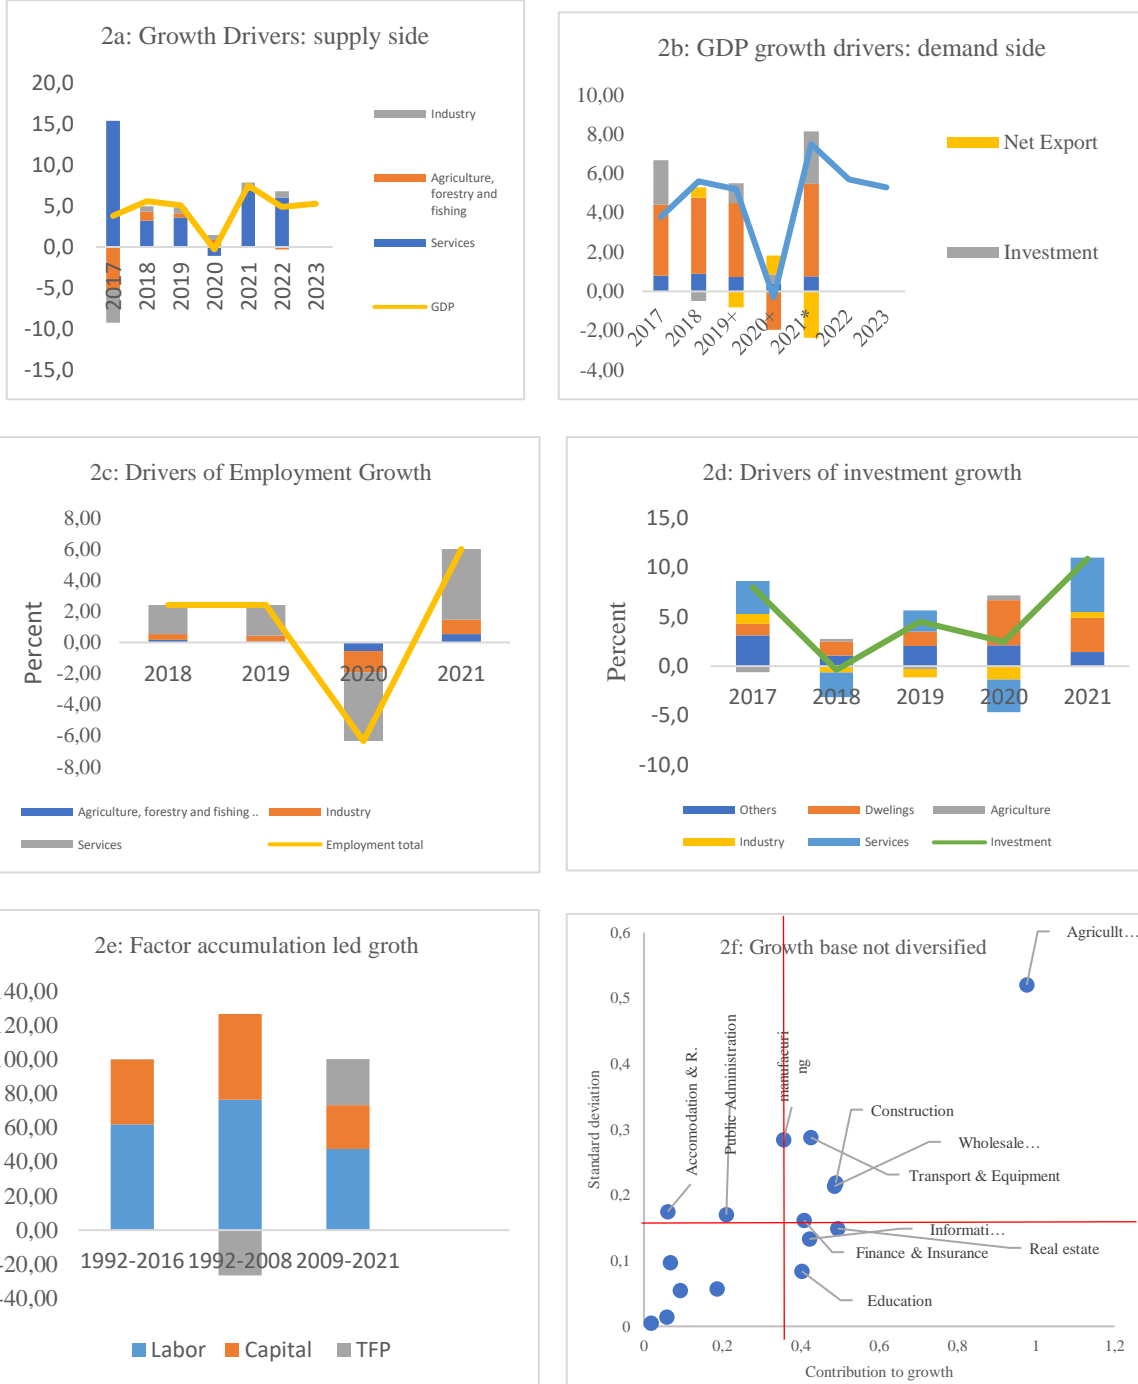 2a: Growth Drivers: supply side
20,0
15,0
10,0
5,0
0,0
-5,0
-10,0
-15,0
2017
2018
2019
2020
2021
2022
2023
Industry
Agriculture,
forestry and
fishing
Services
GDP
2b: GDP growth drivers: demand side
10,00
8,00
6,00
4,00
2,00
0,00
-2,00
-4,00
2017
2018
2019+
2020+
2021*
2022
2023
Net Export
Investment
2c: Drivers of Employment Growth
Percent
8,00
6,00
4,00
2,00
0,00
-2,00
-4,00
-6,00
-8,00
2018
2019
2020
2021
Agriculture, forestry and fishing ..
Industry
Services
Employment total
2d: Drivers of investment growth
Percent
15,0
10,0
5,0
0,0
-5,0
-10,0
2017
2018
2019
2020
2021
Others
Dwelings
Agriculture
Industry
Services
Investment
2e: Factor accumulation led groth
40,00
20,00
00,00
80,00
60,00
40,00
20,00
0,00
20,00
40,00
1992-2016
1992-2008
2009-2021
Labor
Capital
TFP
2f: Growth base not diversified
Standard deviation
0,6
0,5
0,4
0,3
0,2
0,1
0
0
0,2
0,4
0,6
0,8
1
1,2
Contribution to growth
Agricullt…
Accomodation & R.
Public Administration
manufacuri
ng
Construction
Wholesale…
Transport & Equipment
Informati…
Finance & Insurance
Real estate
Education